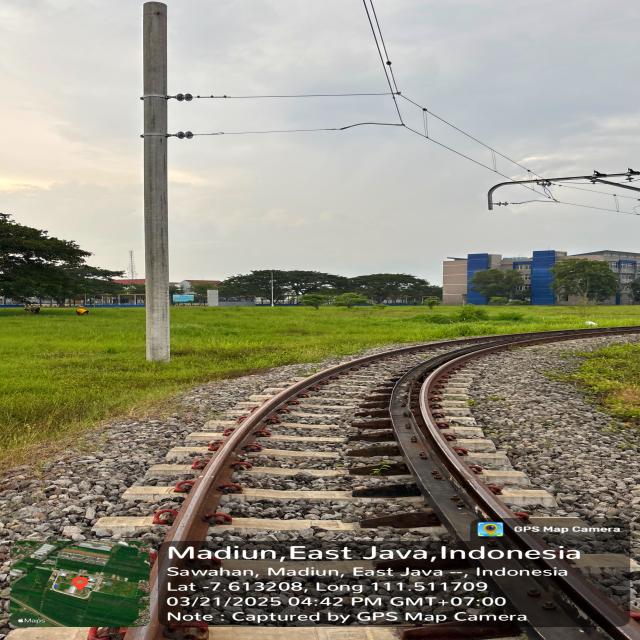 GPS Map Camera
Madiun,East Java,Indonesia
Sawahan, Madiun, East Java —, Indonesia
Lat -7.613208, Long 111.511709
03/21/2025 04:42 PM GMT+07:00
Note : Captured by GPS Map Camera
Maps